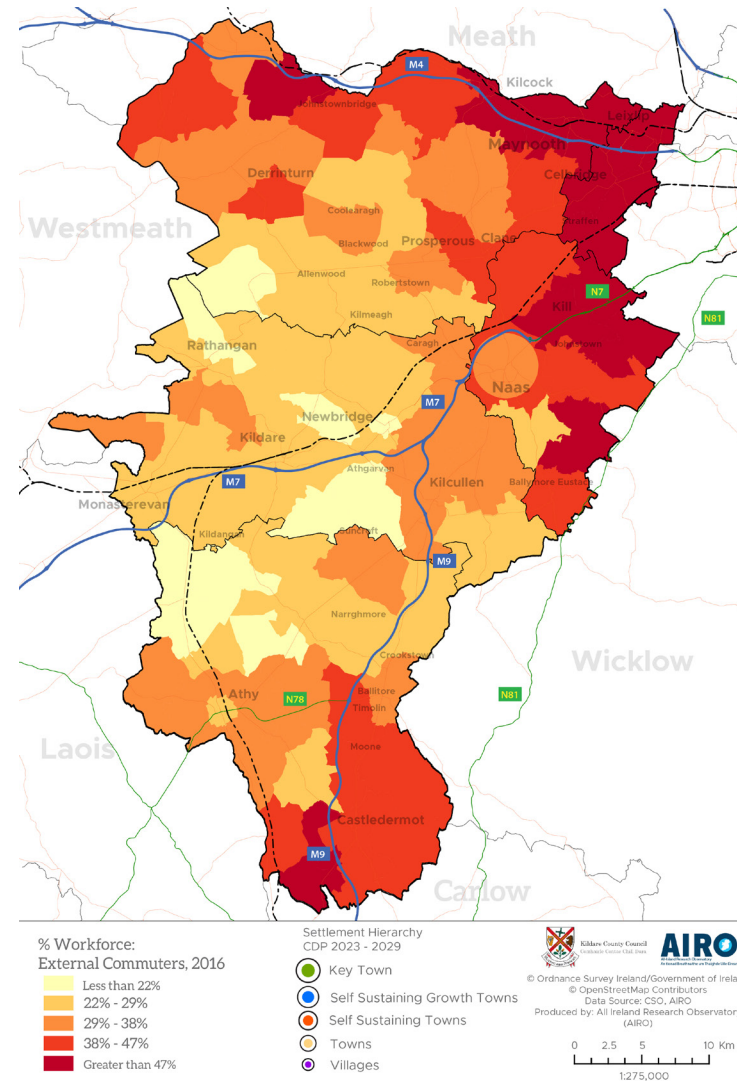 Meath
M4
Kilcock
Johnstownbridge
Leixlip
Maynooth
Derrinturn
Celbridge
Westmeath
Coolearagh
Straffan
Blackwood
Prosperous
Clane
Allenwood
Robertstown
N7
Kill
N81
Kilmeagh
Rathangan
Caragh
Johnstown
Naas
M7
Newbridge
Kildare
Athgarvan
M7
Kilcullen
Ballymore Eustace
Monasterevan
Suncroft
Kildangan
M9
Narrghmore
Crookstown
Wicklow
Athy
N78
Ballitore
N81
Timolin
Laois
Moone
Castledermot
M9
Carlow
% Workforce:
External Commuters, 2016
Less than 22%
22% - 29%
29% - 38%
38% - 47%
Greater than 47%
Settlement Hierarchy
CDP 2023 - 2029
Key Town
Self Sustaining Growth Towns
Self Sustaining Towns
Towns
Villages
Kildare County Council
AIRO
© Ordnance Survey Ireland/Government of Irela
© OpenStreetMap Contributors
Data Source: CSO, AIRO
Produced by: All Ireland Research Observatory
(AIRO)
0 2.5 5 10 Km
1:275,000